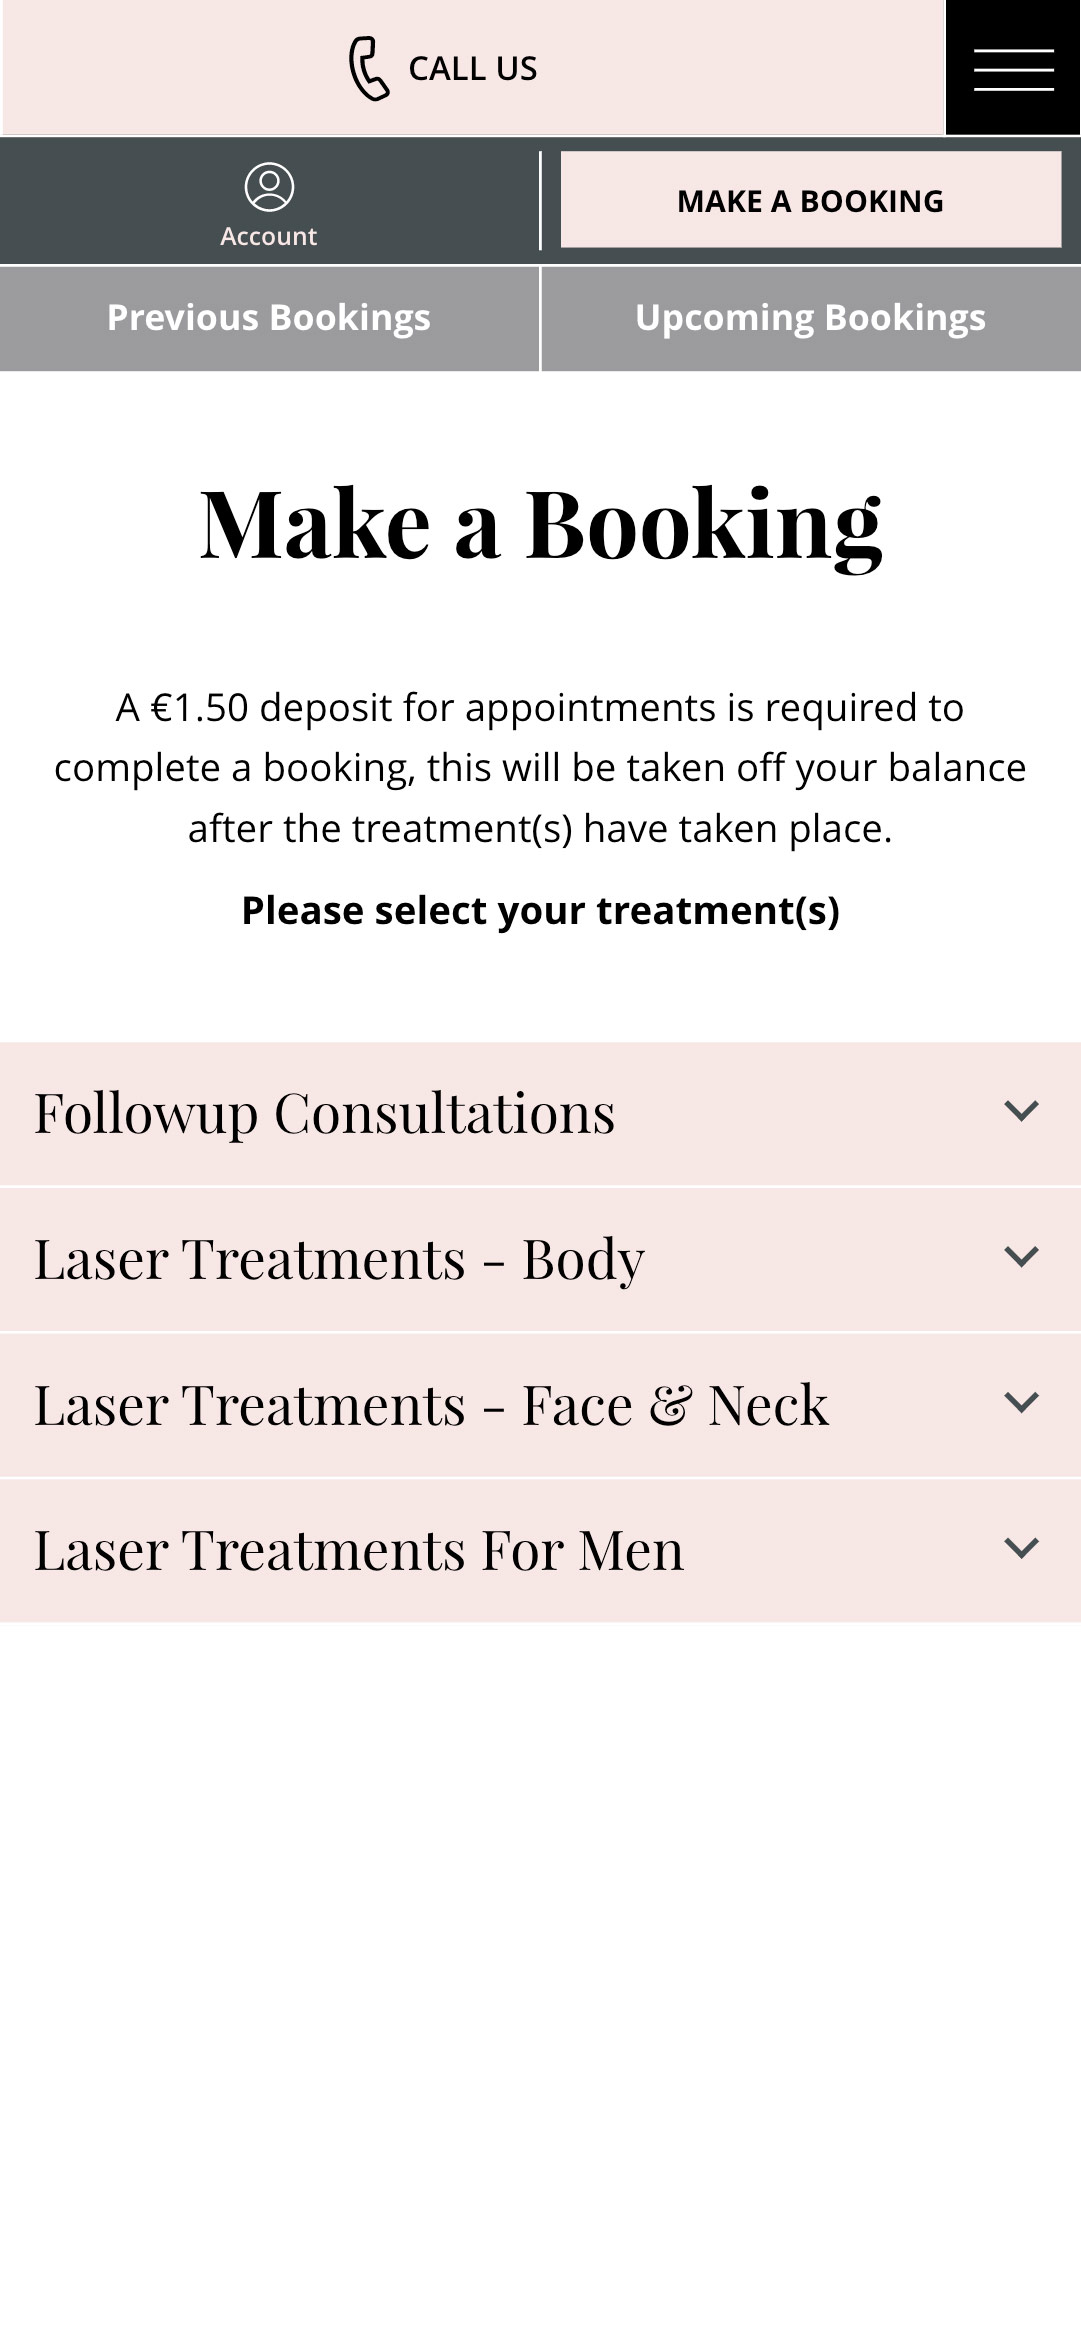 CALL US
Account
MAKE A BOOKING
Previous Bookings
Upcoming Bookings
Make a Booking
A €1.50 deposit for appointments is required to
complete a booking, this will be taken off your balance
after the treatment(s) have taken place.
Please select your treatment(s)
Followup Consultations
Laser Treatments - Body
Laser Treatments - Face & Neck
Laser Treatments For Men